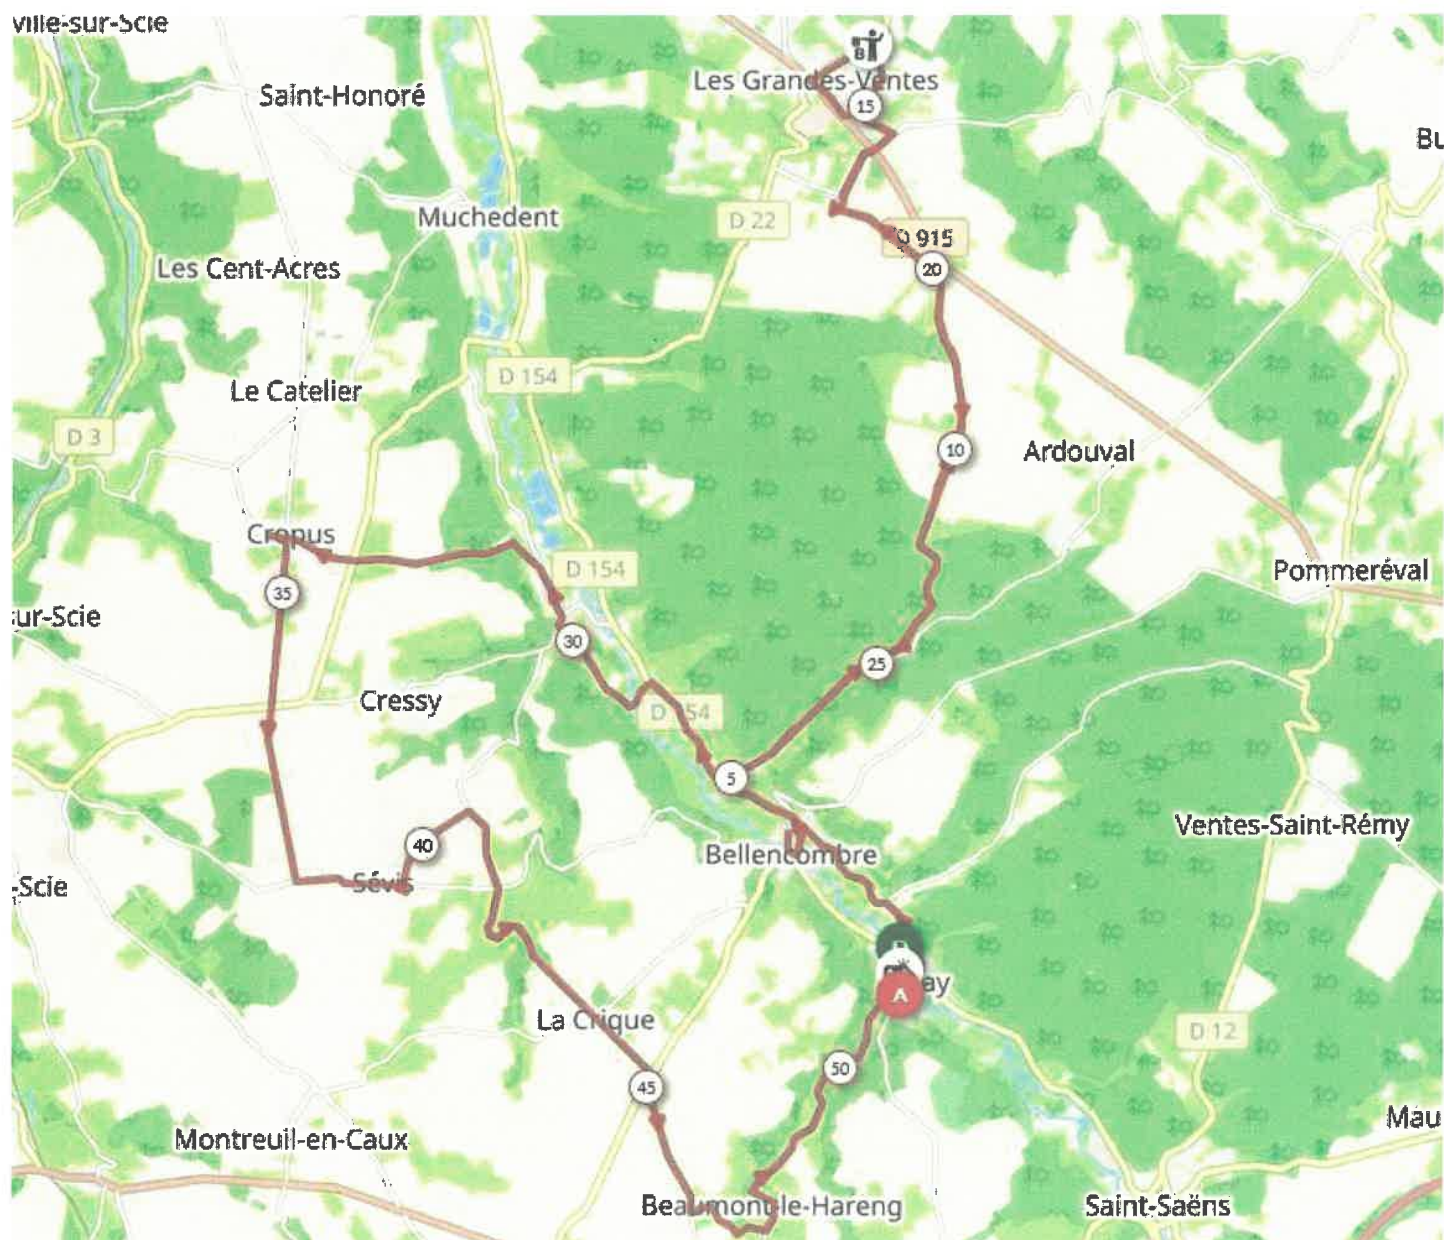 ville-sur-Scie
B
Les Grandes-Ventes
Saint-Honoré
15
Muchedent
D 22
D 915
Les Cent-Acres
20
D 154
Le Catelier
D 3
10
Ardouval
Cropus
D 154
Pommeréval
35
ur-Scie
30
25
Cressy
D 154
5
Ventes-Saint-Rémy
40
Bellencombre
Sévis
-Scie
ay
A
La Crique
D 12
50
45
Mau
Montreuil-en-Caux
Beaumont-le-Hareng
Saint-Saëns